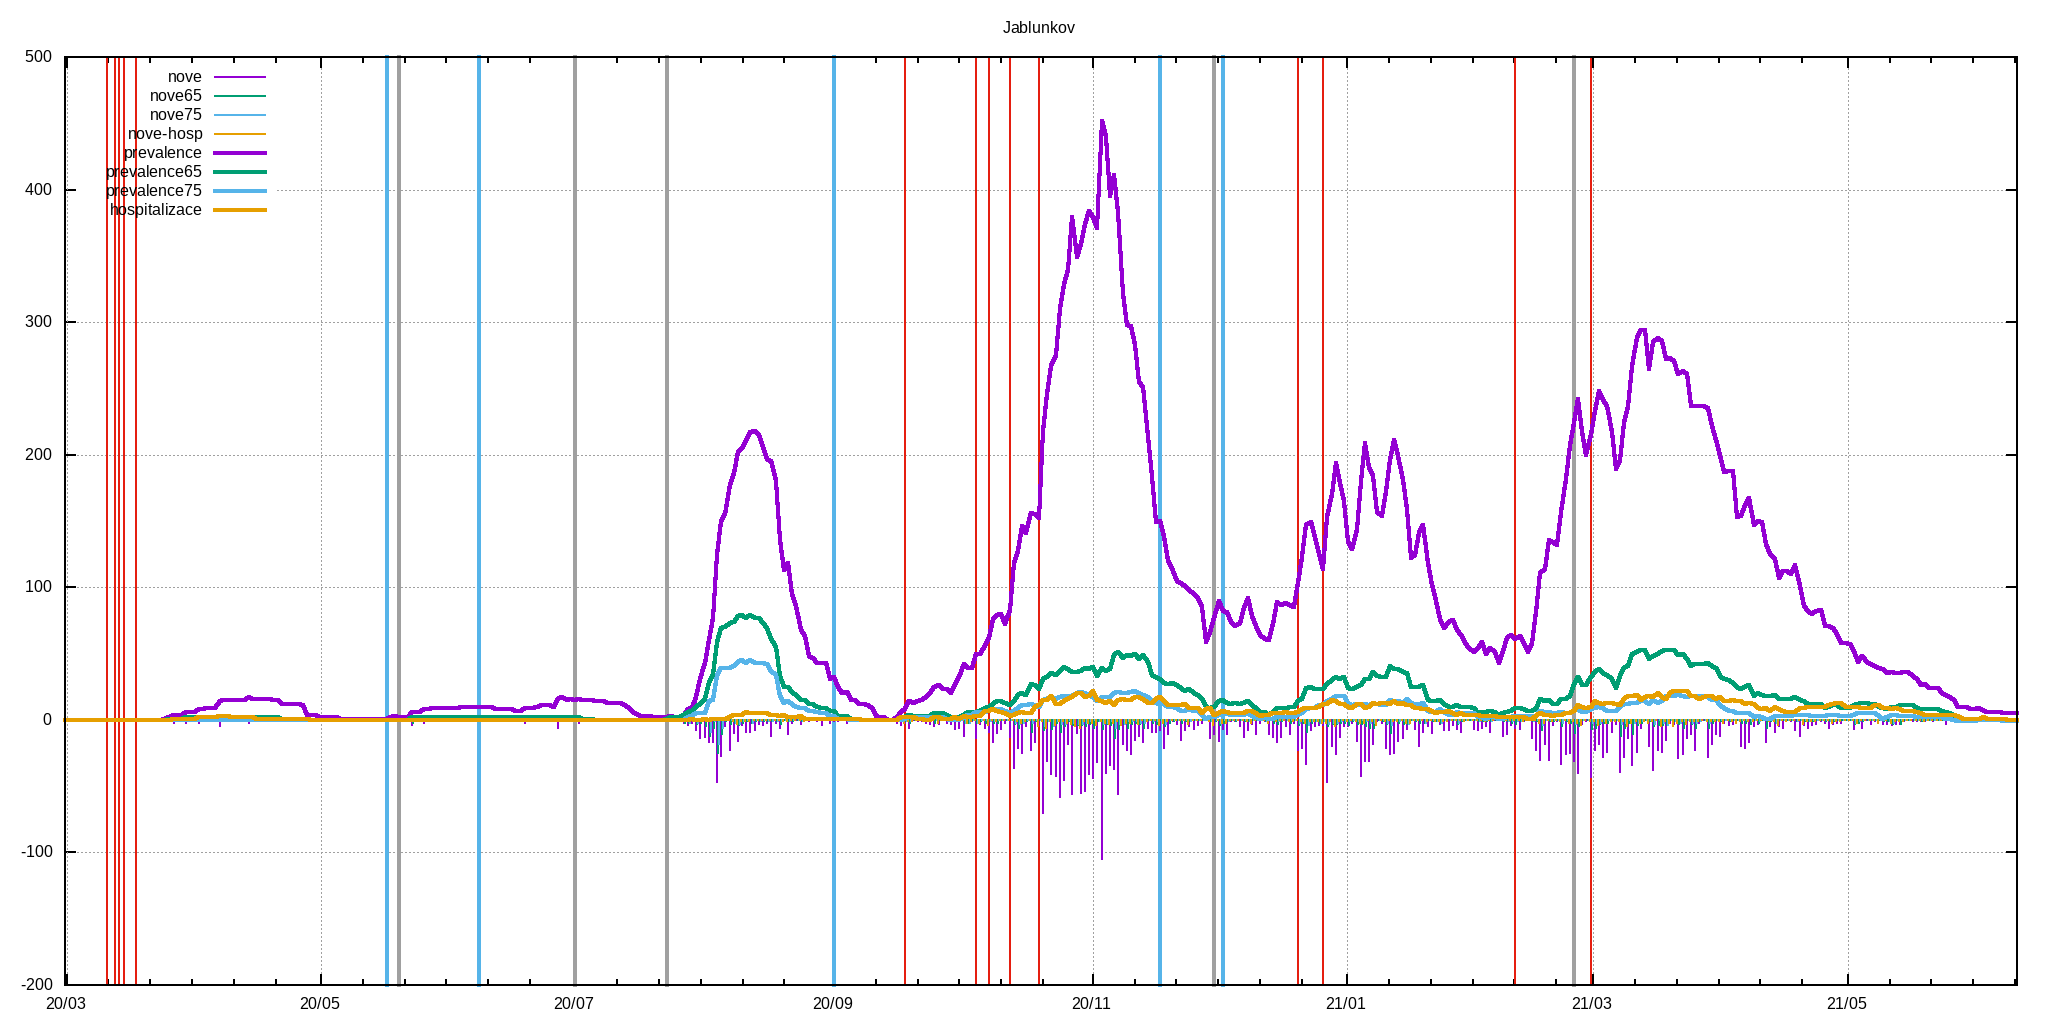 Jablunkov
500
400
300
200
100
0
-100
-200
nove
nove65
nove75
nove-hosp
prevalence
prevalence65
prevalence75
hospitalizace
20/03 20/05 20/07 20/09 20/11 21/01 21/03 21/05